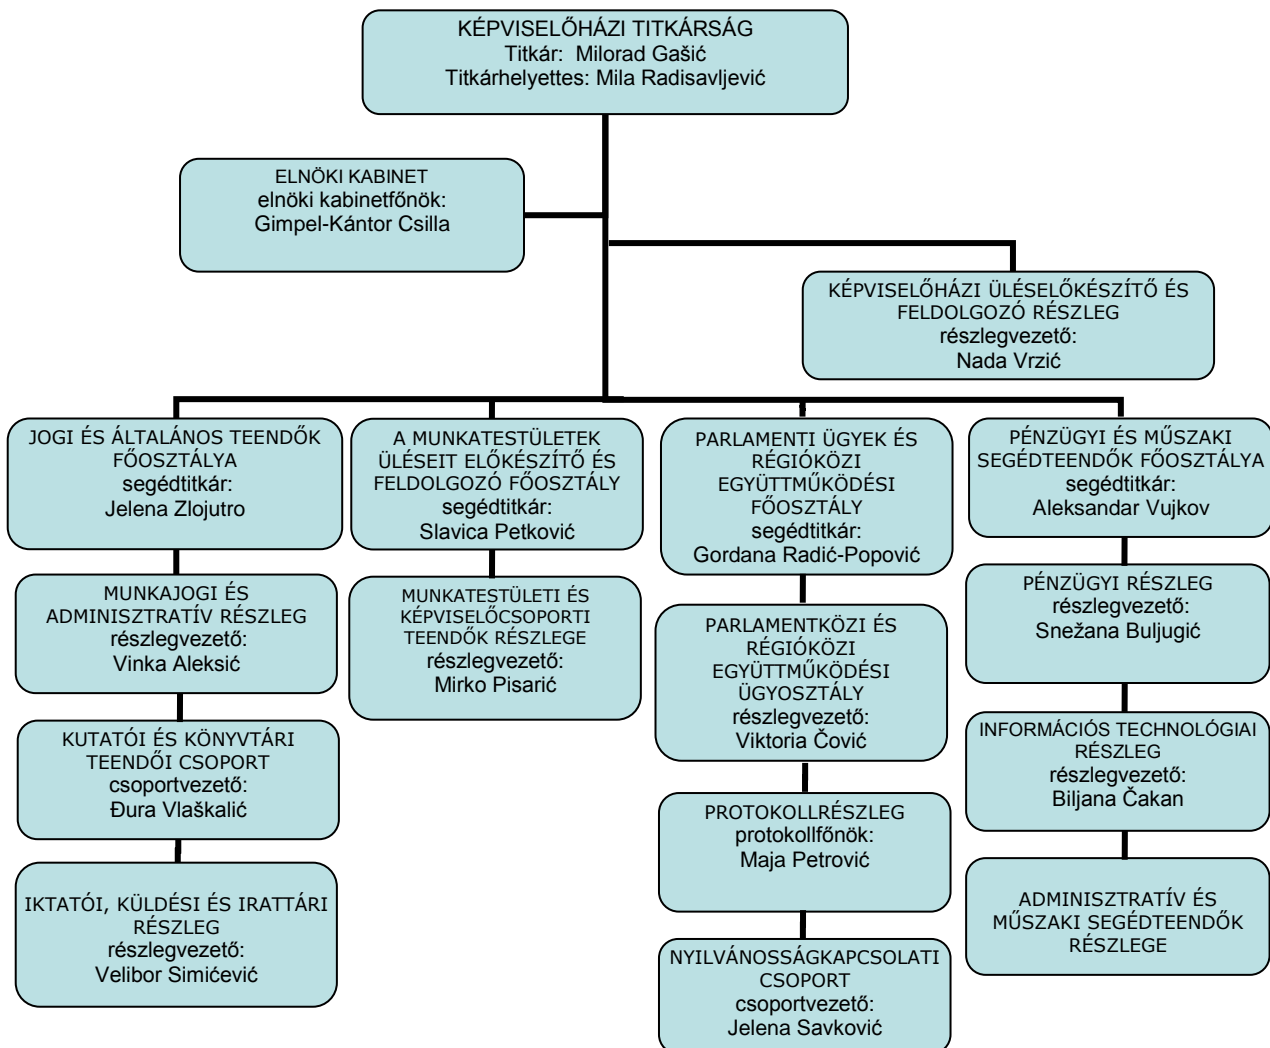 KÉPVISELŐHÁZI TITKÁRSÁG
Titkár:  Milorad Gašić
Titkárhelyettes: Mila Radisavljević
ELNÖKI KABINET
elnöki kabinetfőnök:
Gimpel-Kántor Csilla
KÉPVISELŐHÁZI ÜLÉSELŐKÉSZÍTŐ ÉS
FELDOLGOZÓ RÉSZLEG
részlegvezető:
Nada Vrzić
JOGI ÉS ÁLTALÁNOS TEENDŐK
FŐOSZTÁLYA
segédtitkár:
Jelena Zlojutro
MUNKAJOGI ÉS
ADMINISZTRATÍV RÉSZLEG
részlegvezető:
Vinka Aleksić
KUTATÓI ÉS KÖNYVTÁRI
TEENDŐI CSOPORT
csoportvezető:
Đura Vlaškalić
IKTATÓI, KÜLDÉSI ÉS IRATTÁRI
RÉSZLEG
részlegvezető:
Velibor Simićević
A MUNKATESTÜLETEK
ÜLÉSEIT ELŐKÉSZÍTŐ ÉS
FELDOLGOZÓ FŐOSZTÁLY
segédtitkár:
Slavica Petković
MUNKATESTÜLETI ÉS
KÉPVISELŐCSOPORTI
TEENDŐK RÉSZLEGE
részlegvezető:
Mirko Pisarić
PARLAMENTI ÜGYEK ÉS
RÉGIÓKÖZI
EGYÜTTMŰKÖDÉSI
FŐOSZTÁLY
segédtitkár:
Gordana Radić-Popović
PARLAMENTKÖZI ÉS
RÉGIÓKÖZI
EGYÜTTMŰKÖDÉSI
ÜGYOSZTÁLY
részlegvezető:
Viktoria Čović
PROTOKOLLRÉSZLEG
protokollfőnök:
Maja Petrović
NYILVÁNOSSÁGKAPCSOLATI
CSOPORT
csoportvezető:
Jelena Savković
PÉNZÜGYI ÉS MŰSZAKI
SEGÉDTEENDŐK FŐOSZTÁLYA
segédtitkár:
Aleksandar Vujkov
PÉNZÜGYI RÉSZLEG
részlegvezető:
Snežana Buljugić
INFORMÁCIÓS TECHNOLÓGIAI
RÉSZLEG
részlegvezető:
Biljana Čakan
ADMINISZTRATÍV ÉS
MŰSZAKI SEGÉDTEENDŐK
RÉSZLEGE